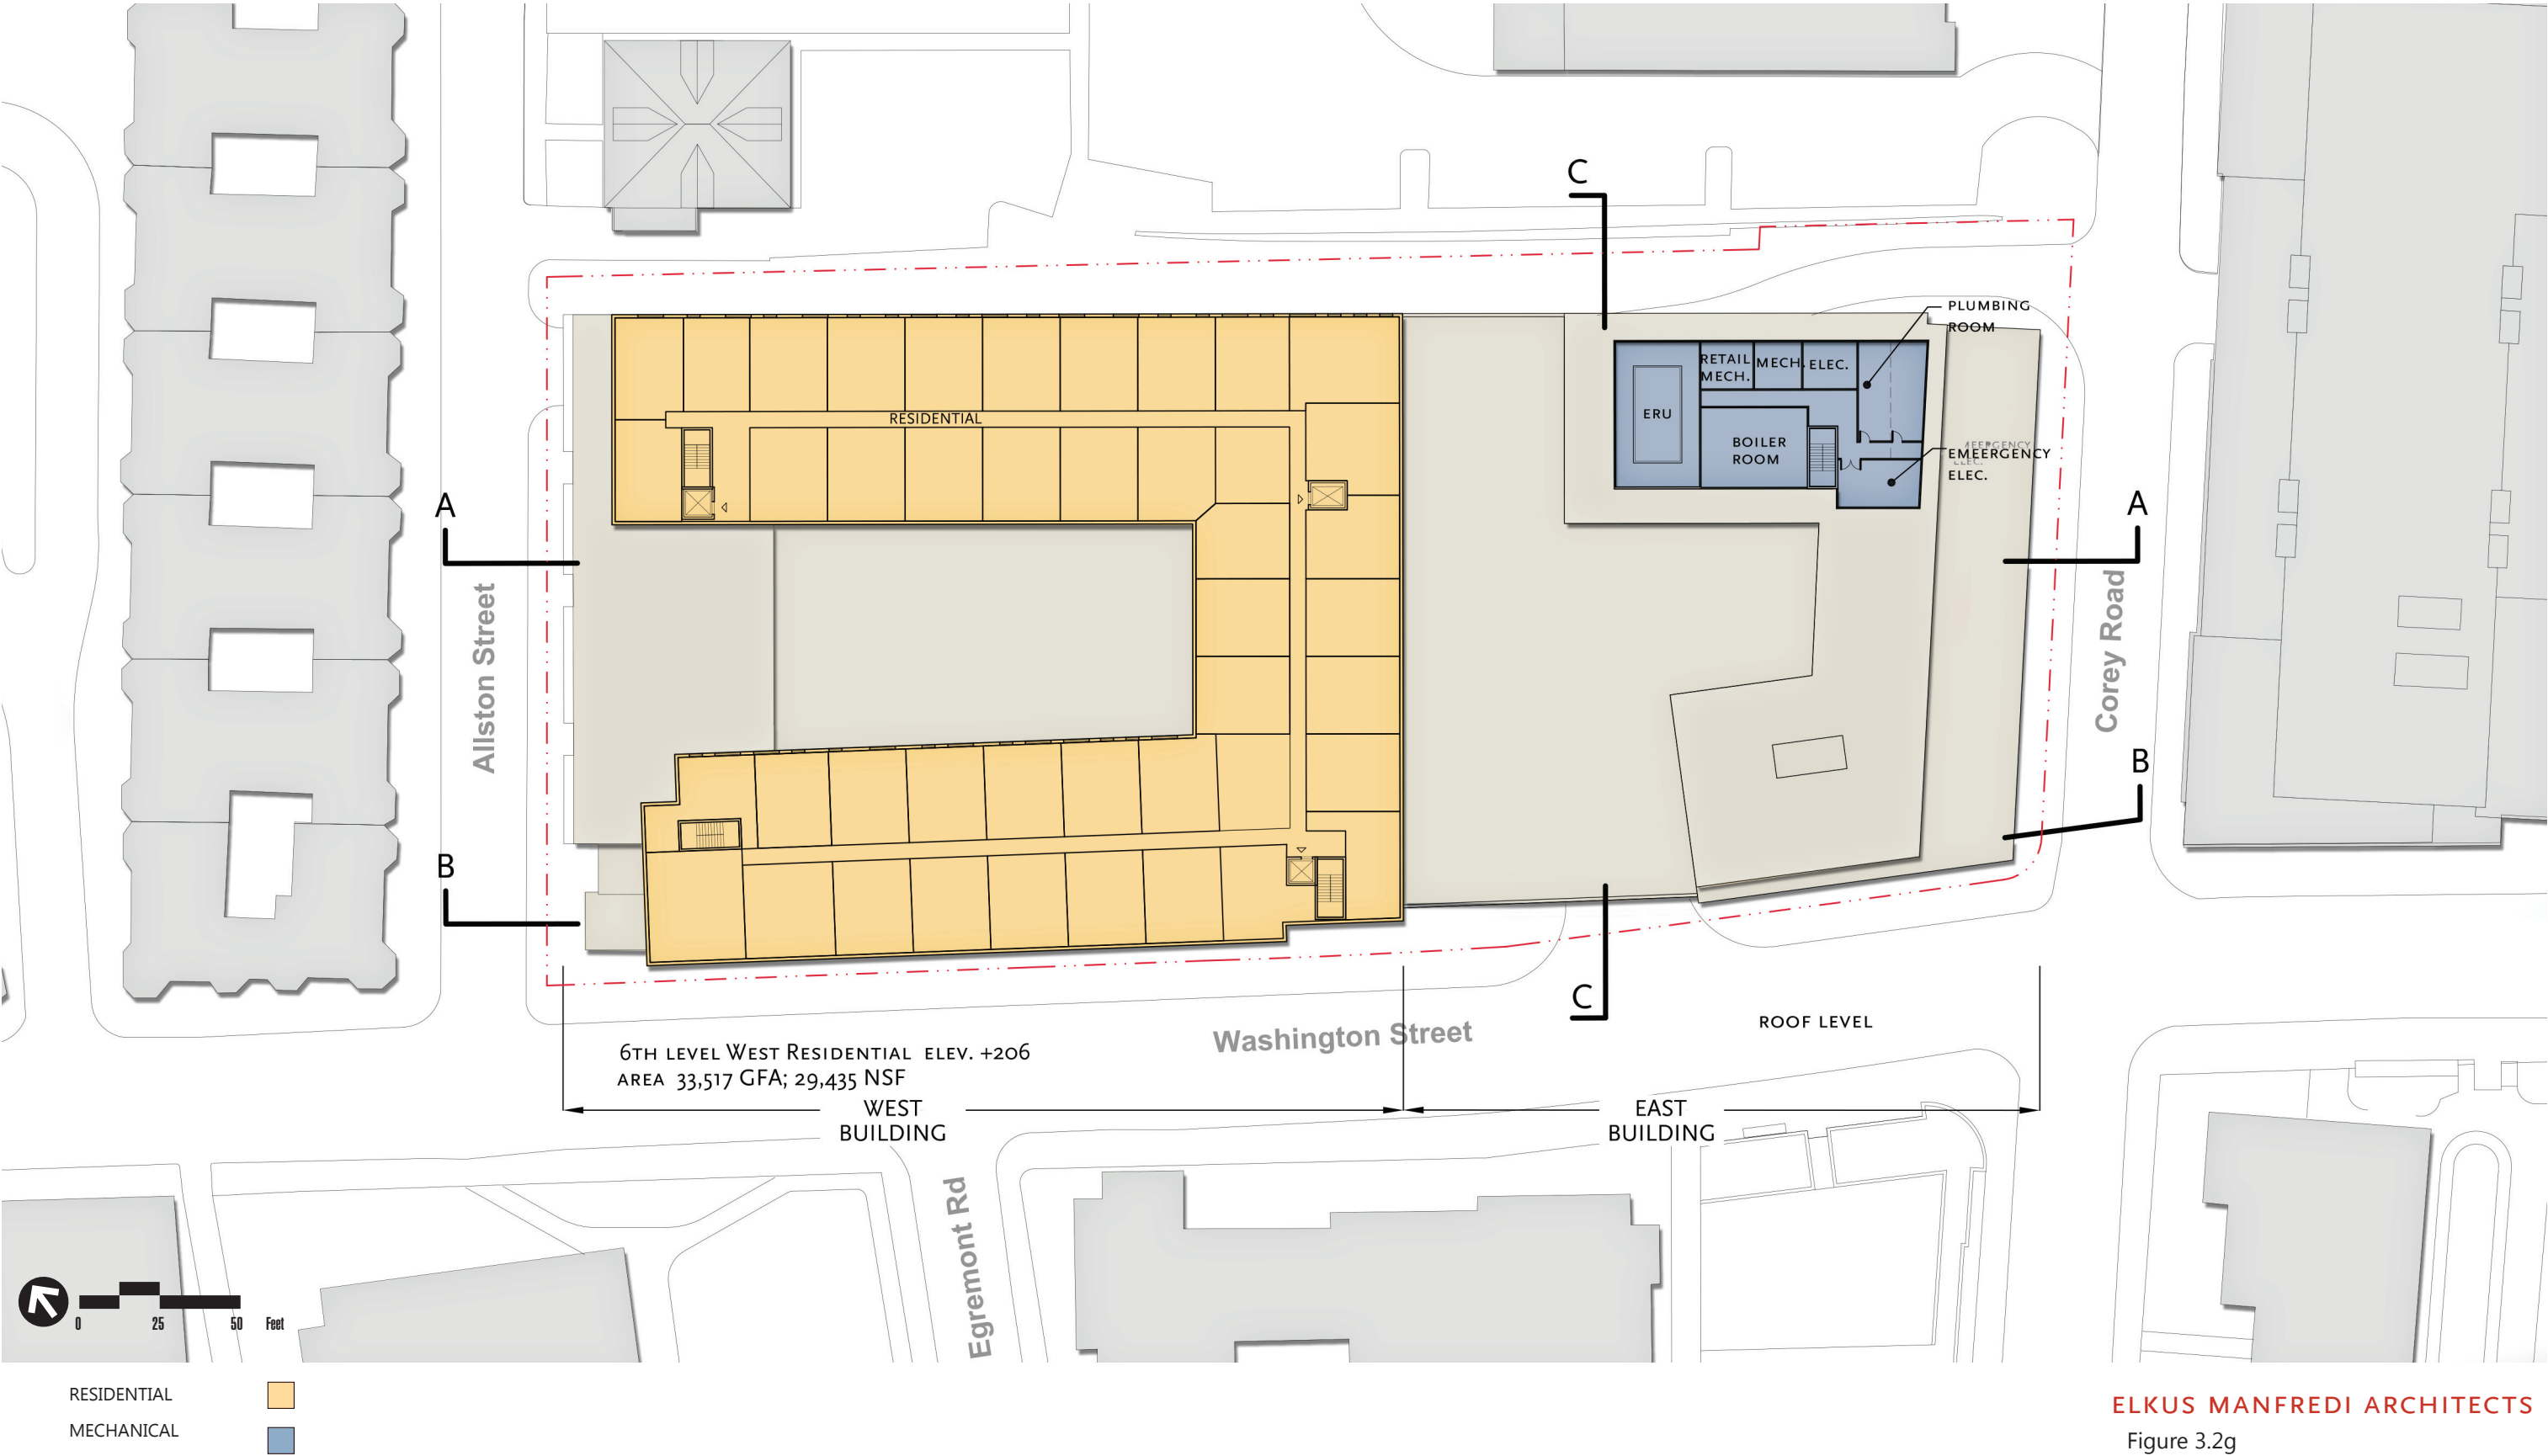 C
PLUMBING
ROOM
RETAIL
MECH.
MECH.
ELEC.
RESIDENTIAL
ERU
BOILER
ROOM
EMEERGENCY
ELEC.
A
A
Allston Street
Corey Road
B
B
C
Washington Street
ROOF LEVEL
6TH LEVEL WEST RESIDENTIAL ELEV. +206
AREA 33,517 GFA; 29,435 NSF
WEST
BUILDING
EAST
BUILDING
Egremont Rd
0 25 50 Feet
RESIDENTIAL
MECHANICAL
ELKUS MANFREDI ARCHITECTS
Figure 3.2g